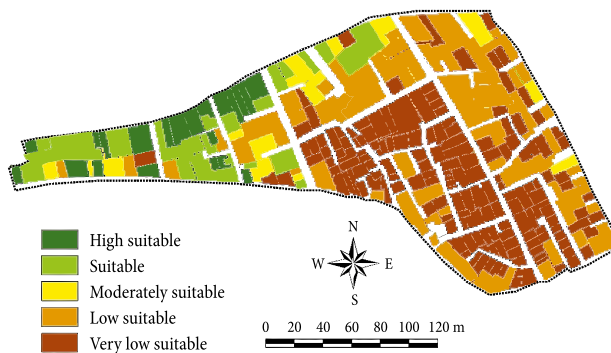 High suitable
Suitable
Moderately suitable
Low suitable
Very low suitable
N
W E
S
0 20 40 60 80 100 120 m